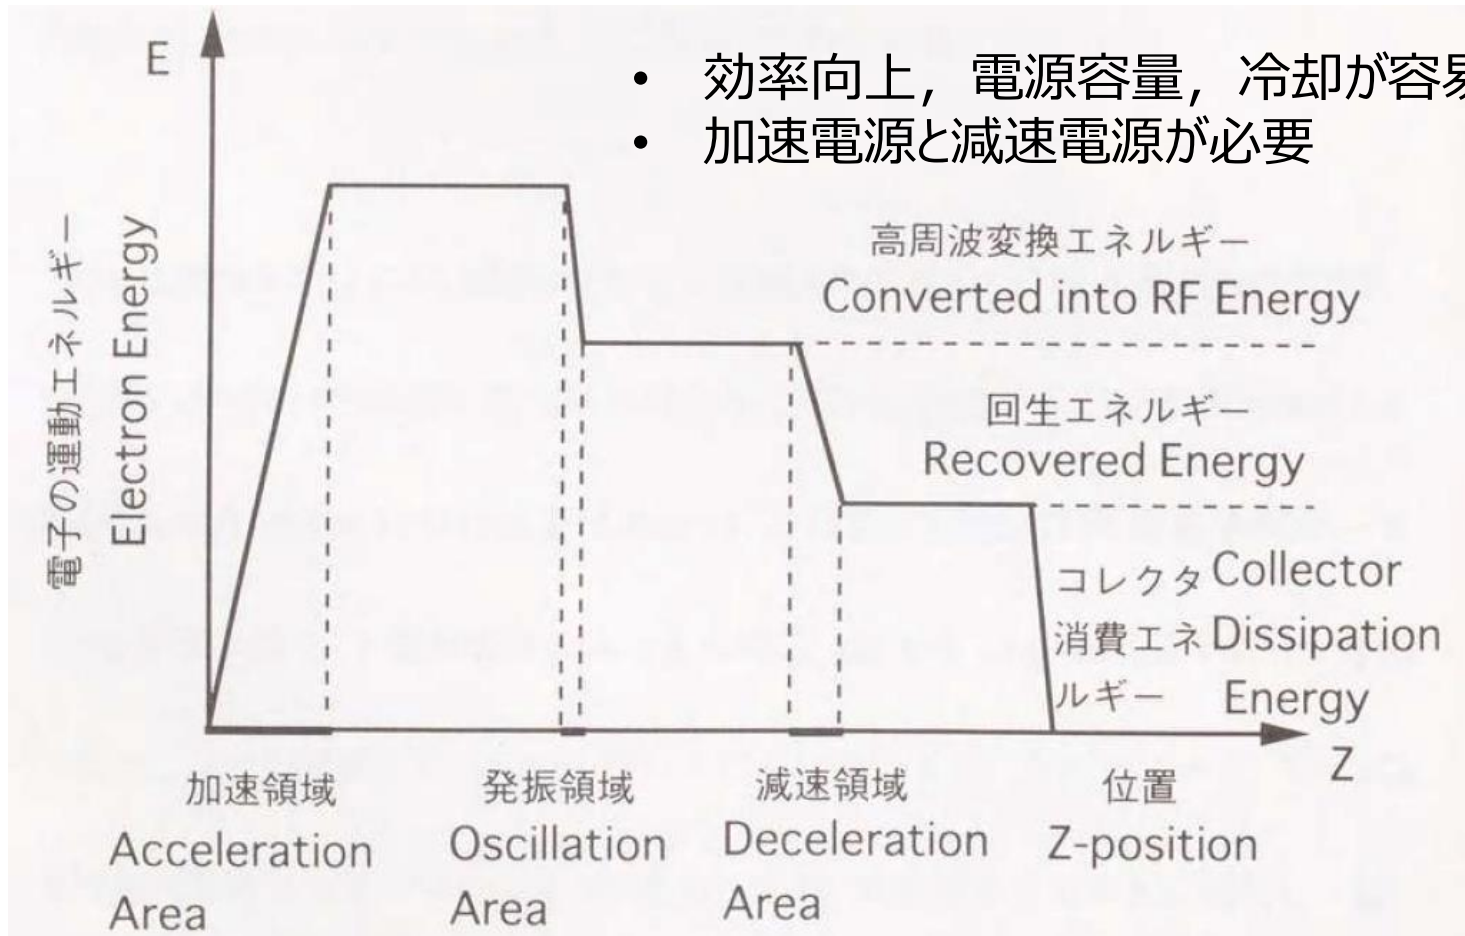 E
• 効率向上，電源容量，冷却が容易
• 加速電源と減速電源が必要
電子の運動エネルギー
Electron Energy
高周波変換エネルギー
Converted into RF Energy
回生エネルギー
Recovered Energy
コレクタ Collector
消費エネ Dissipation
ルギー Energy
Z
加速領域
Acceleration
Area
発振領域
Oscillation
Area
減速領域
Deceleration
Area
位置
Z-position